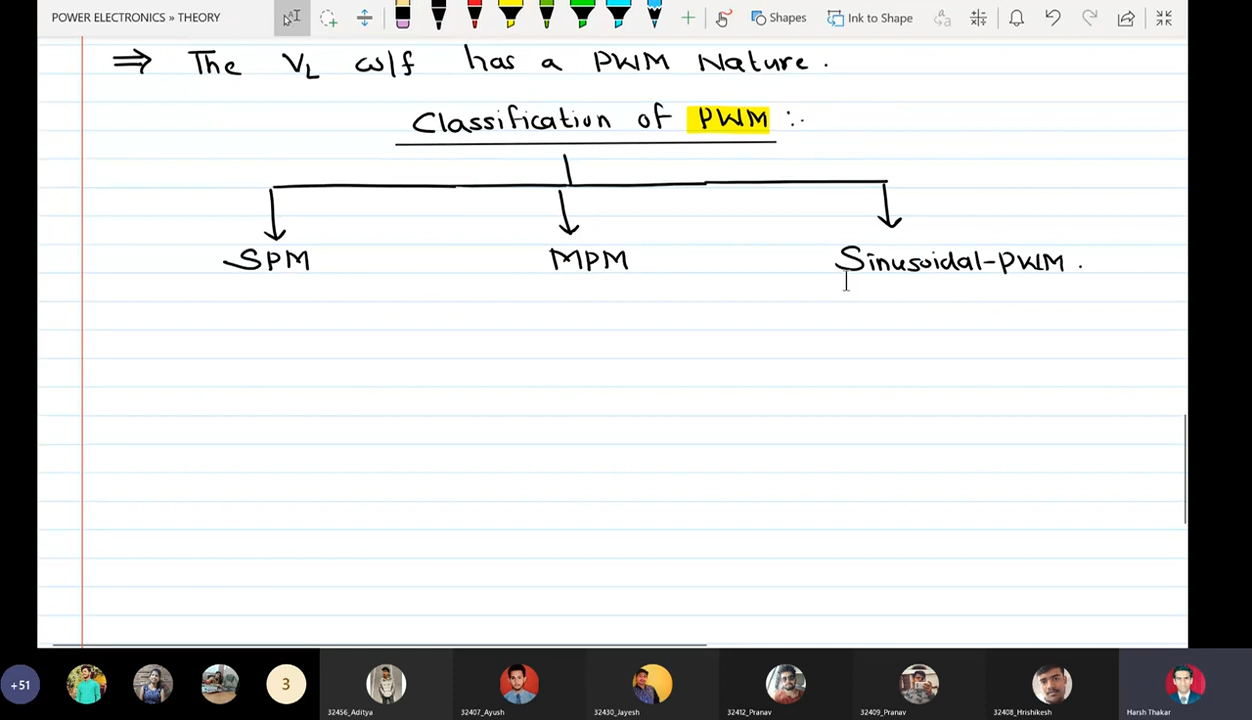 POWER ELECTRONICS » THEORY
Shapes
Ink to Shape
⇒ The VL w/f has a PWM Nature.
Classification of PWM :-
SPM
MPM
Sinusoidal-PWM.
+51
3
32456_Aditya
32407_Ayush
32430_Jayesh
32412_Pranav
32409_Pranav
32408_Hrishikesh
Harsh Thakar